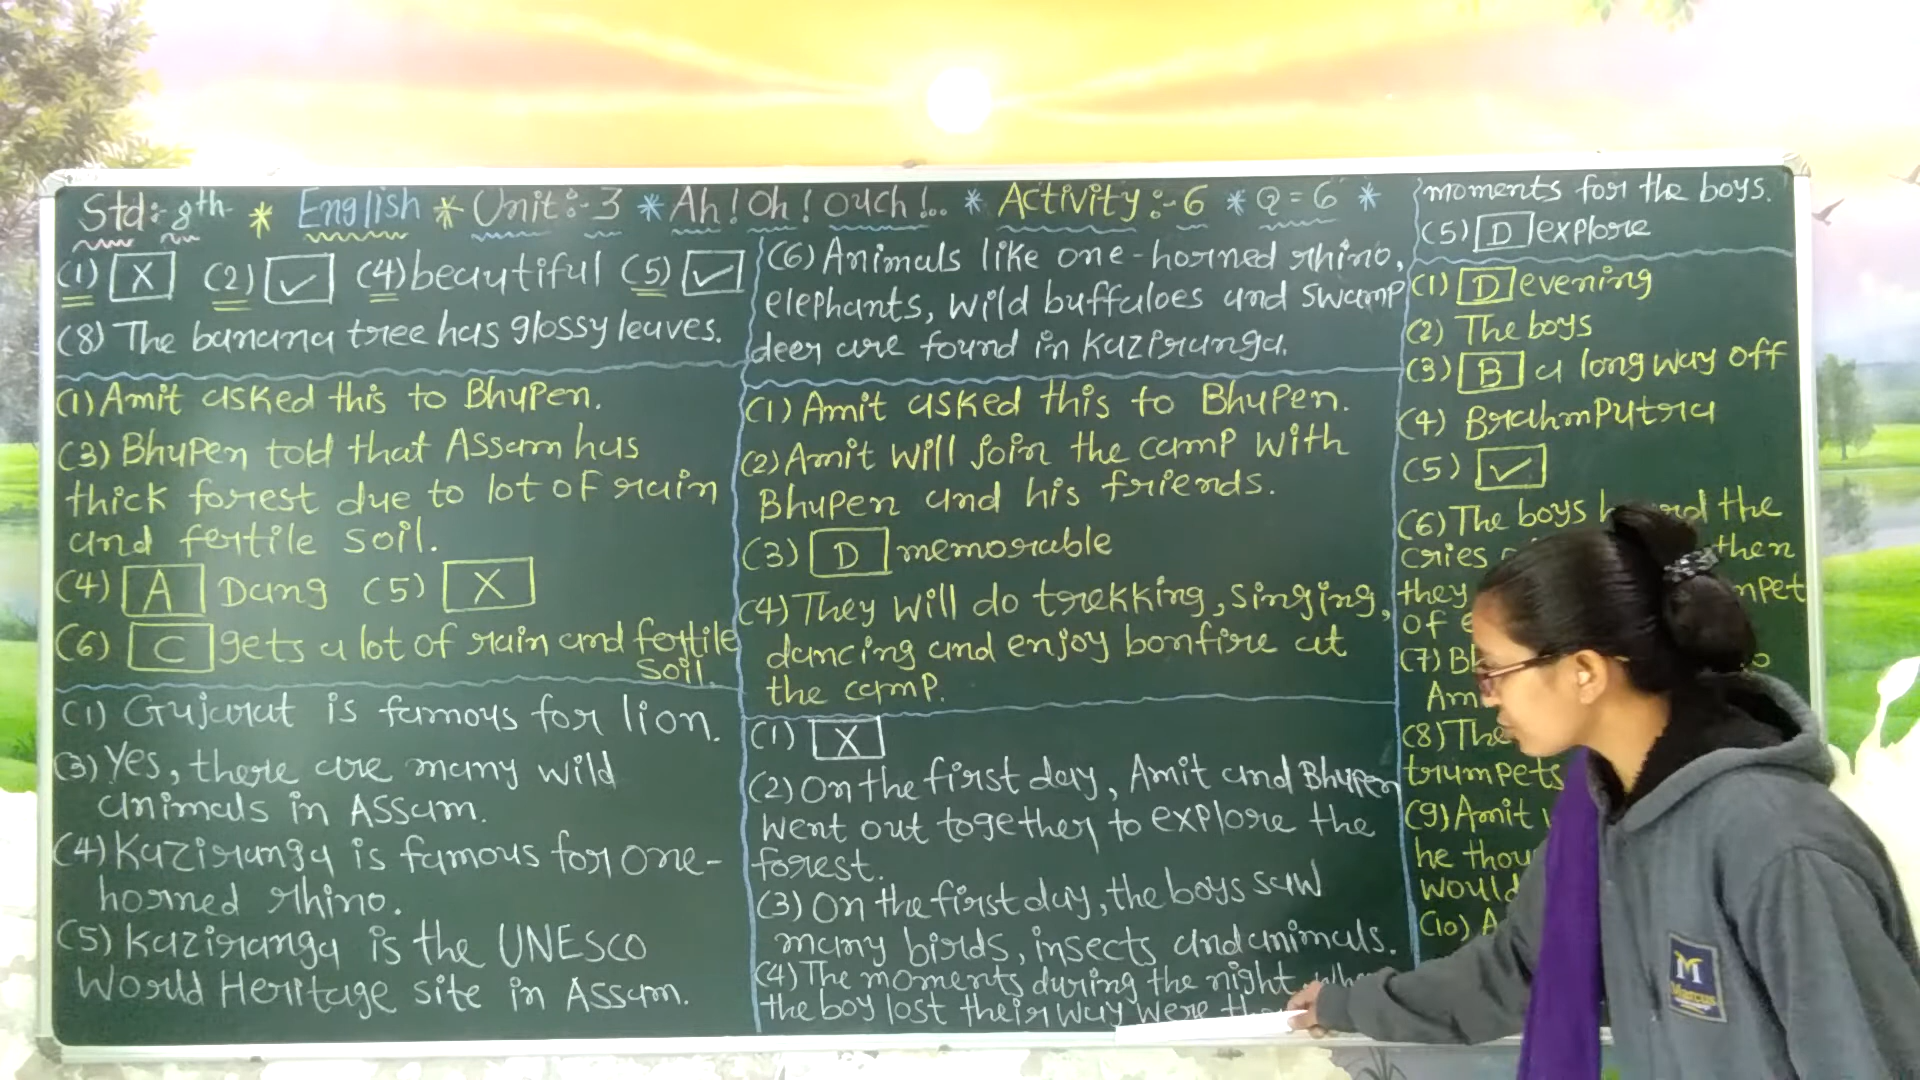 Std:- 8th * English * Unit:- 3 * Ah! Oh! Ouch!.. * Activity:- 6 * Q = 6 *
(1) X (2) ✓ (4) beautiful (5) ✓
(8) The banana tree has glossy leaves.
(1) Amit asked this to Bhupen.
(3) Bhupen told that Assam has
thick forest due to lot of rain
and fertile soil.
(4) A Dang (5) X
(6) C gets a lot of rain and fertile
soil.
(1) Gujarat is famous for lion.
(3) Yes, there are many wild
animals in Assam.
(4) Kaziranga is famous for one-
horned rhino.
(5) Kaziranga is the UNESCO
World Heritage site in Assam.
(6) Animals like one-horned rhino,
elephants, wild buffaloes and swamp
deer are found in Kaziranga.
(1) Amit asked this to Bhupen.
(2) Amit will join the camp with
Bhupen and his friends.
(3) D memorable
(4) They will do trekking, singing,
dancing and enjoy bonfire at
the camp.
(1) X
(2) On the first day, Amit and Bhupen
went out together, to explore the
forest.
(3) On the first day, the boys saw
many birds, insects and animals.
(4) The moments during the night
the boy lost their way were
moments for the boys.
(5) D explore
(1) D evening
(2) The boys
(3) B a long way off
(4) Brahmputra
(5) ✓
(6) The boys the
cries then
they
of
(7)
(8) The
trumpets
(9) Amit
he
would
(10)
M
Marcus